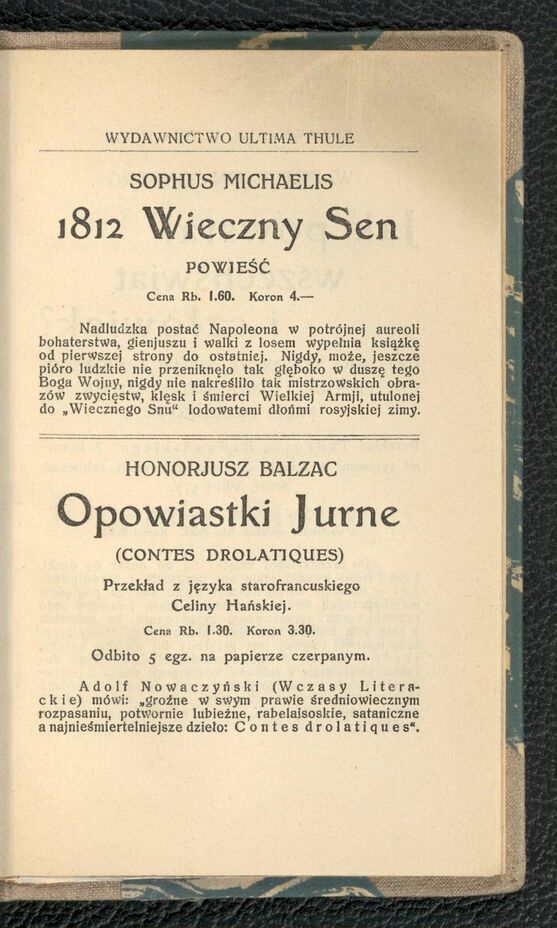 WYDAWNICTWO ULTIMA THULE
SOPHUS MICHAELIS
1812 Wieczny Sen
POWIEŚĆ
Cena Rb. 1.60. Koron 4.—
Nadludzka postać Napoleona w potrójnej aureoli
bohaterstwa, gienjuszu i walki z losem wypełnia książkę
od pierwszej strony do ostatniej. Nigdy, może, jeszcze
pióro ludzkie nie przeniknęło tak głęboko w duszę tego
Boga Wojny, nigdy nie nakreśliło tak mistrzowskich obra-
zów zwycięstw, klęsk i śmierci Wielkiej Armji, utulonej
do „Wiecznego Snu“ lodowatemi dłońmi rosyjskiej zimy.
HONORJUSZ BALZAC
Opowiastki Jurne
(CONTES DROLATIQUES)
Przekład z języka starofrancuskiego
Celiny Hańskiej.
Cena Rb. 1.30. Koron 3.30.
Odbito 5 egz. na papierze czerpanym.
Adolf Nowaczyński (Wczasy Litera-
ckie) mówi: „groźne w swym prawie średniowiecznym
rozpasaniu, potwornie lubieżne, rabelaisoskie, sataniczne
a najnieśmiertelniejsze dzieło: Contes drolatiques“.